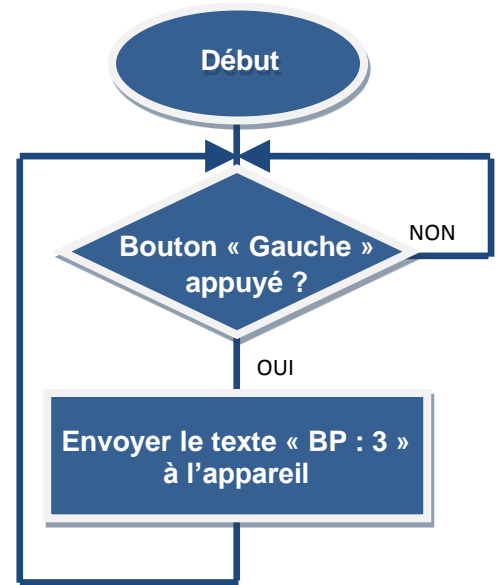 Début
Bouton « Gauche »
appuyé ?
NON
OUI
Envoyer le texte « BP : 3 »
à l’appareil